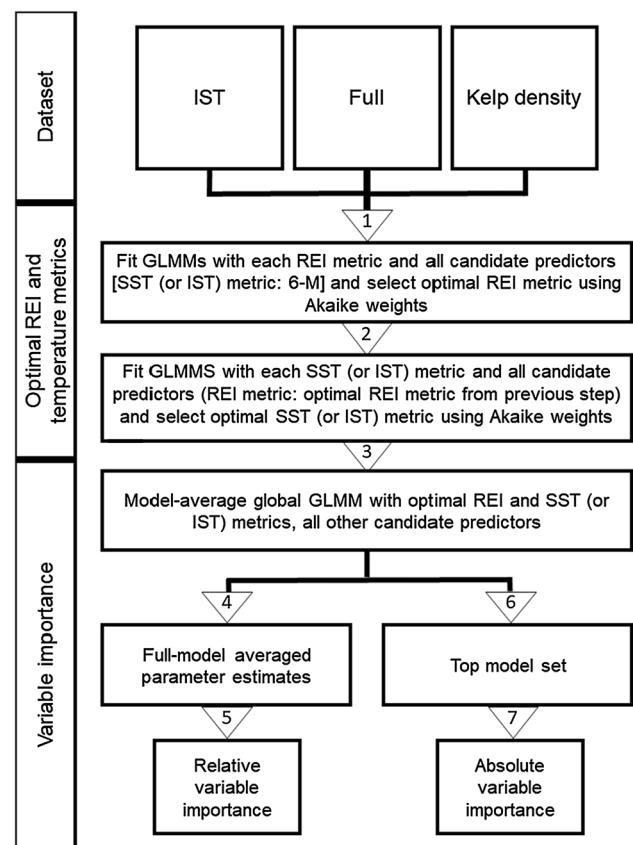 Dataset
IST
Full
Kelp density
1
Optimal REI and
temperature metrics
Fit GLMMs with each REI metric and all candidate predictors
[SST (or IST) metric: 6-M] and select optimal REI metric using
Akaike weights
2
Fit GLMMS with each SST (or IST) metric and all candidate
predictors (REI metric: optimal REI metric from previous step)
and select optimal SST (or IST) metric using Akaike weights
3
Variable importance
Model-average global GLMM with optimal REI and SST (or
IST) metrics, all other candidate predictors
4
6
Full-model averaged
parameter estimates
Top model set
5
7
Relative
variable
importance
Absolute
variable
importance